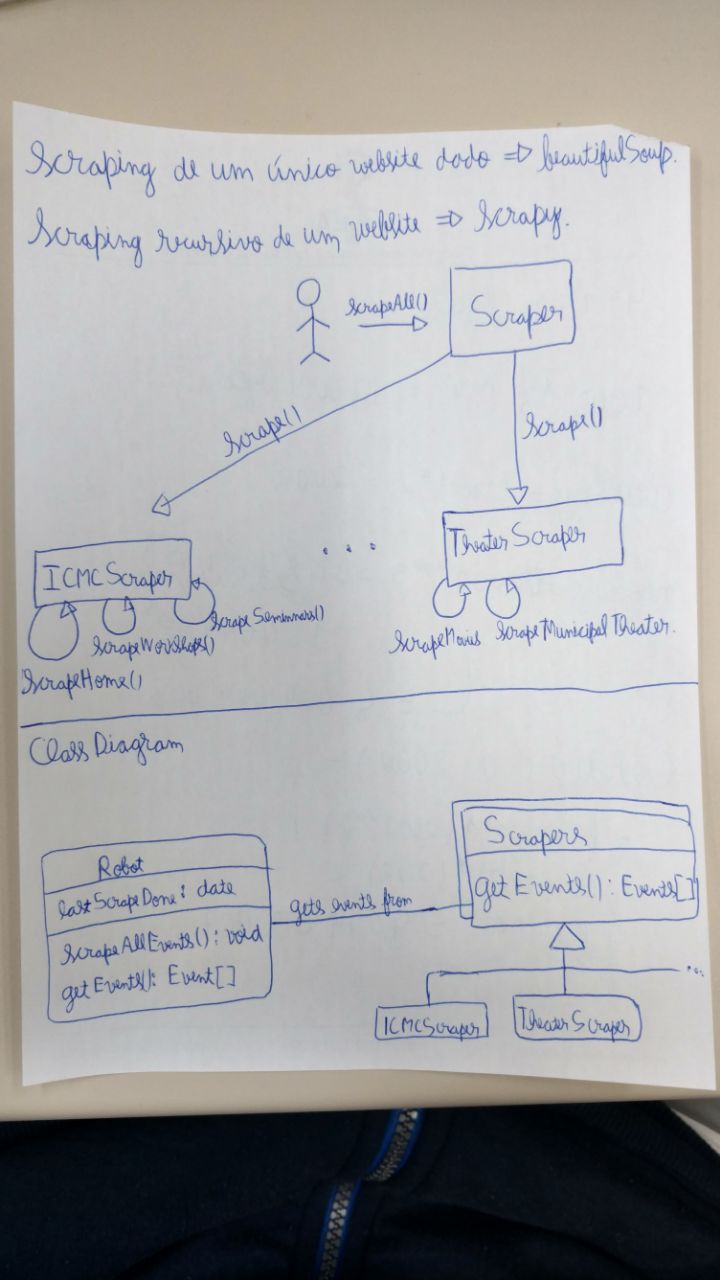 Scraping de um único website dado => beautifulSoup.
Scraping recursivo de um website => Scrapy.
ScrapeAll()
Scraper
Scrape()
Scrape()
ICMCScraper
...
TheaterScraper
ScrapeHome()
ScrapeWorkshops()
ScrapeSeminars()
ScrapeMovies
ScrapeMunicipalTheater.
Class Diagram
Robot
lastScrapeDone: date
ScrapeAllEvents(): void
getEvents(): Event[]
gets events from
Scrapers
getEvents(): Events[]
ICMCScraper
TheaterScraper
...